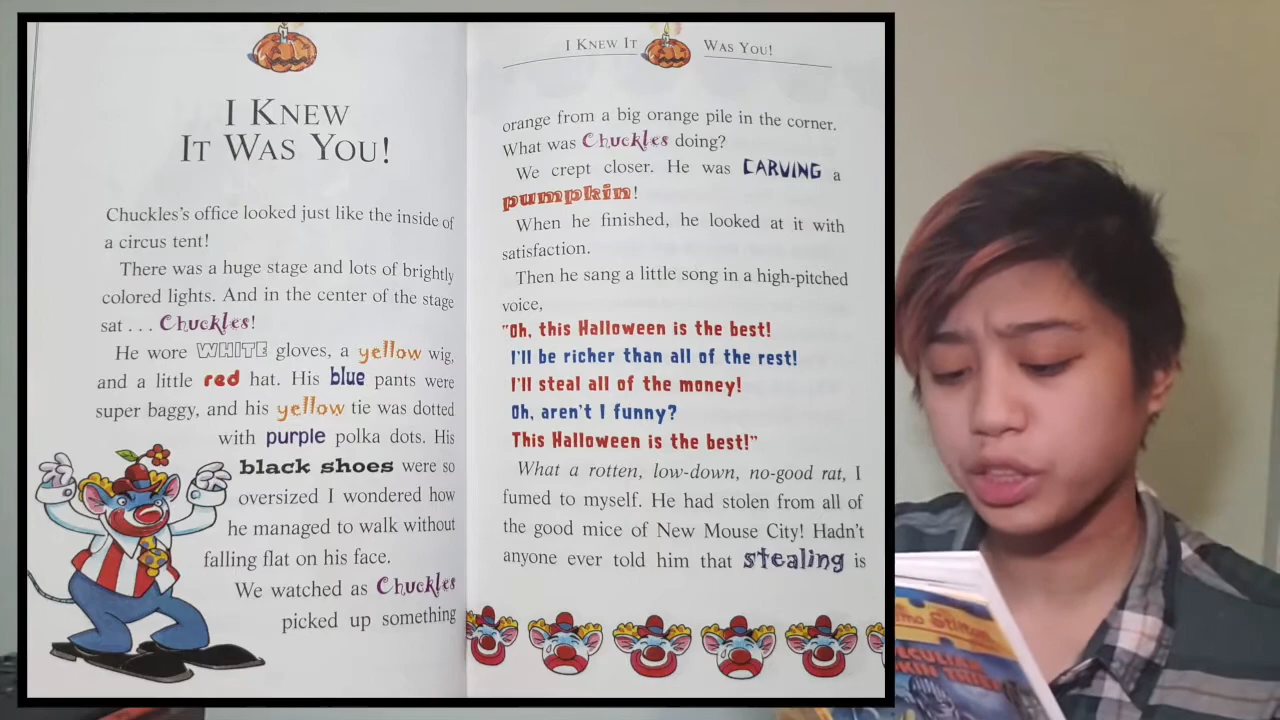 I KNEW
IT WAS YOU!
Chuckles's office looked just like the inside of
a circus tent!
There was a huge stage and lots of brightly
colored lights. And in the center of the stage
sat . . . Chuckles!
He wore WHITE gloves, a yellow wig,
and a little red hat. His blue pants were
super baggy, and his yellow tie was dotted
with purple polka dots. His
black shoes were so
oversized I wondered how
he managed to walk without
falling flat on his face.
We watched as Chuckles
picked up something
I KNEW IT WAS YOU!
orange from a big orange pile in the corner.
What was Chuckles doing?
We crept closer. He was CARVING a
pumpkin!
When he finished, he looked at it with
satisfaction.
Then he sang a little song in a high-pitched
voice,
"Oh, this Halloween is the best!
I'll be richer than all of the rest!
I'll steal all of the money!
Oh, aren't I funny?
This Halloween is the best!"
What a rotten, low-down, no-good rat, I
fumed to myself. He had stolen from all of
the good mice of New Mouse City! Hadn't
anyone ever told him that stealing is